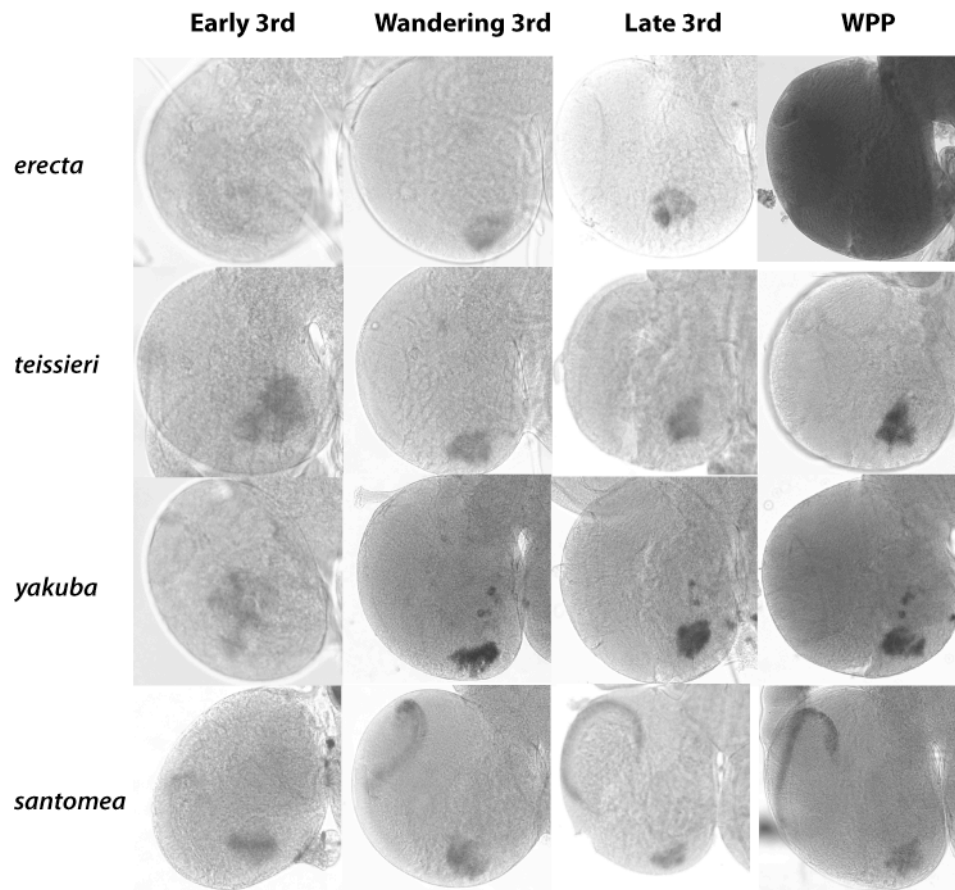 Early 3rd Wandering 3rd Late 3rd WPP
erecta
teissieri
yakuba
santomea